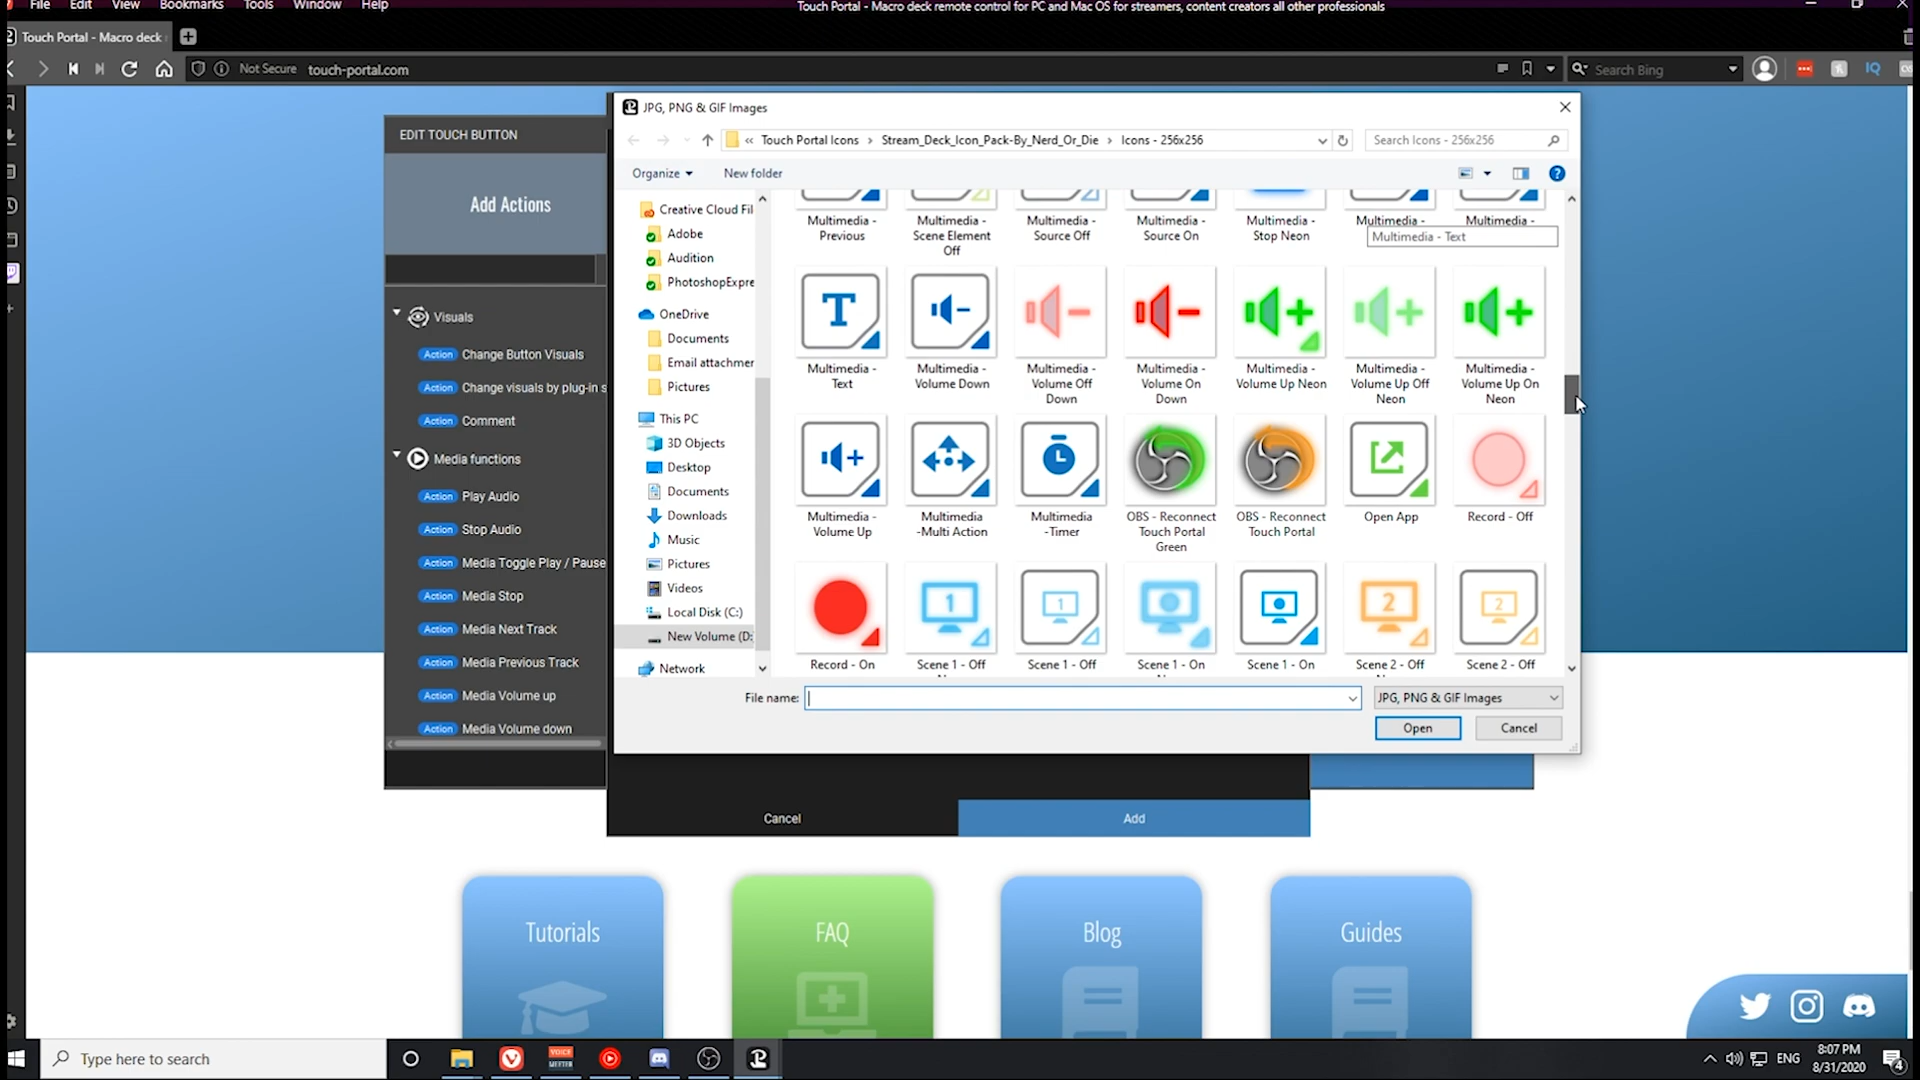 File Edit View Bookmarks Tools Window Help
Touch Portal - Macro deck remote control for PC and Mac OS for streamers, content creators all other professionals
Touch Portal - Macro deck
Not Secure touch-portal.com
Search Bing
IQ
JPG, PNG & GIF Images
EDIT TOUCH BUTTON
« Touch Portal Icons › Stream_Deck_Icon_Pack-By_Nerd_Or_Die › Icons - 256x256
Search Icons - 256x256
Organize
New folder
Add Actions
Visuals
Action Change Button Visuals
Action Change visuals by plug-in s
Action Comment
Media functions
Action Play Audio
Action Stop Audio
Action Media Toggle Play / Pause
Action Media Stop
Action Media Next Track
Action Media Previous Track
Action Media Volume up
Action Media Volume down
Creative Cloud Fil
Adobe
Audition
PhotoshopExpre
OneDrive
Documents
Email attachmer
Pictures
This PC
3D Objects
Desktop
Documents
Downloads
Music
Pictures
Videos
Local Disk (C:)
New Volume (D:
Network
Multimedia -
Previous
Multimedia -
Scene Element
Off
Multimedia -
Source Off
Multimedia -
Source On
Multimedia -
Stop Neon
Multimedia -
Multimedia -
Multimedia - Text
T
Multimedia -
Text
Multimedia -
Volume Down
Multimedia -
Volume Off
Down
Multimedia -
Volume On
Down
Multimedia -
Volume Up Neon
Multimedia -
Volume Up Off
Neon
Multimedia -
Volume Up On
Neon
Multimedia -
Volume Up
Multimedia
-Multi Action
Multimedia
-Timer
OBS - Reconnect
Touch Portal
Green
OBS - Reconnect
Touch Portal
Open App
Record - Off
1
1
2
2
Record - On
Scene 1 - Off
Scene 1 - Off
Scene 1 - On
Scene 1 - On
Scene 2 - Off
Scene 2 - Off
File name:
JPG, PNG & GIF Images
Open
Cancel
Cancel
Add
Tutorials
FAQ
Blog
Guides
Type here to search
VOICE
MEETER
ENG
8:07 PM
8/31/2020
4